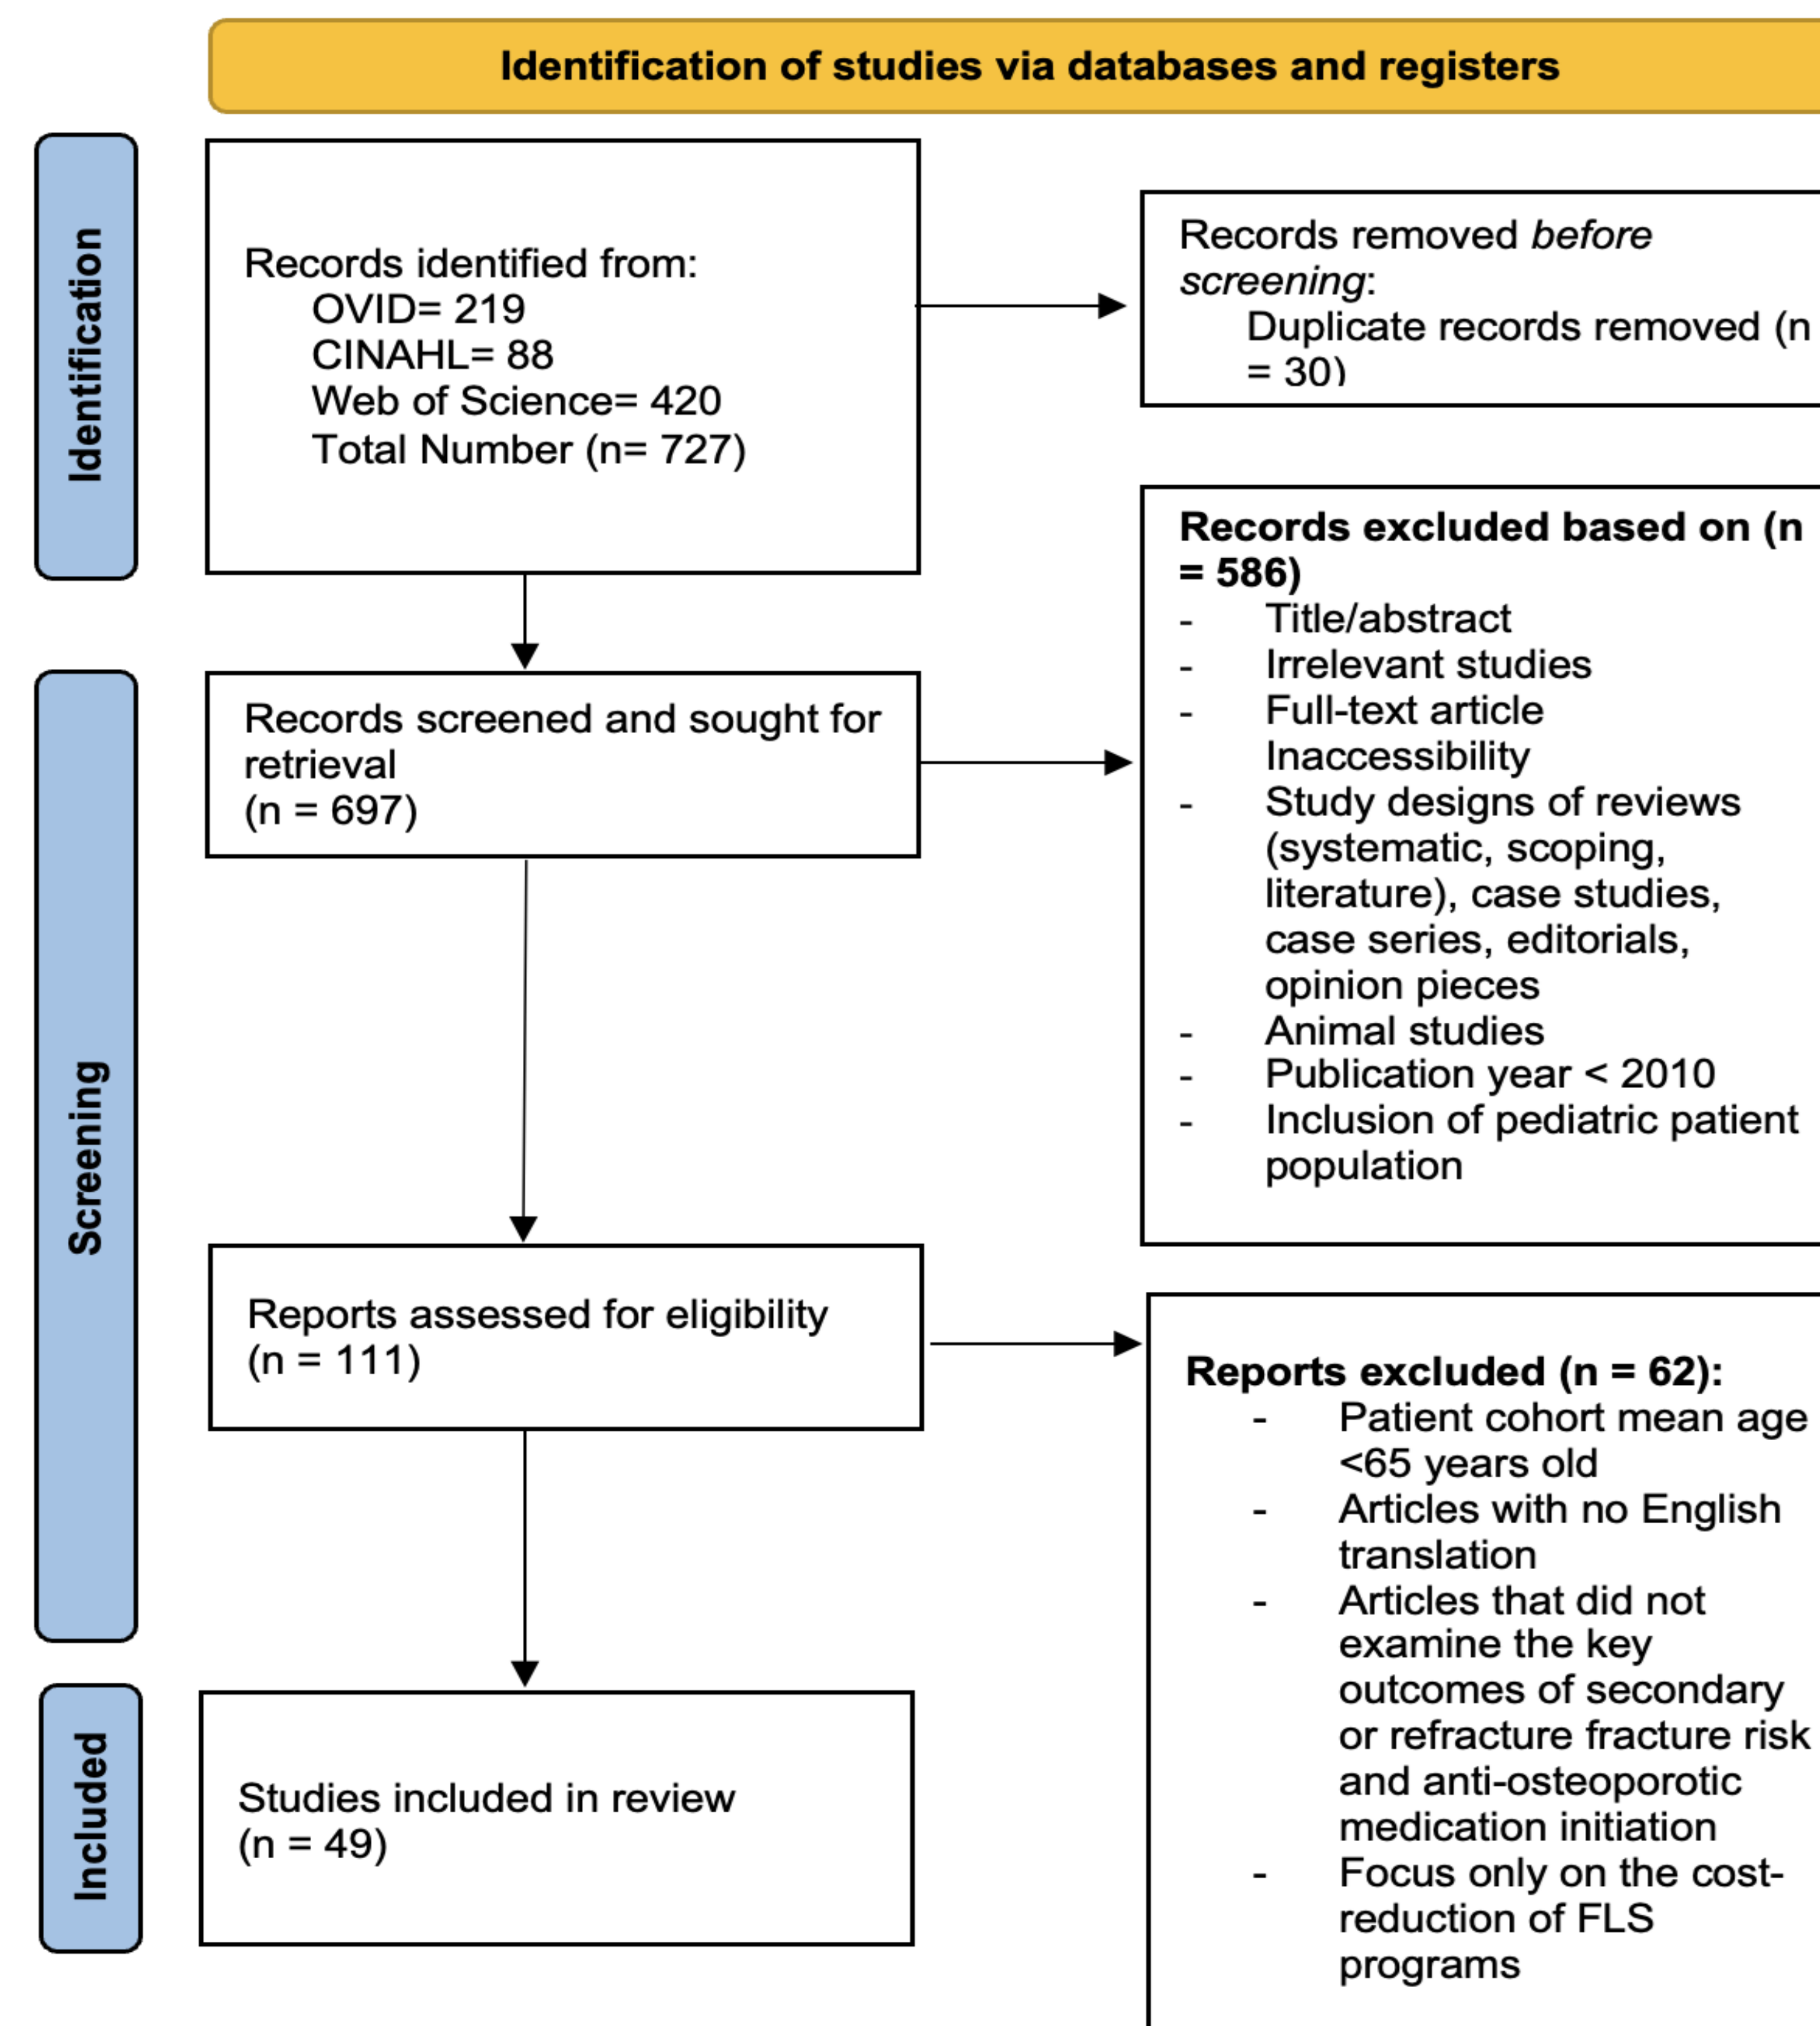 Identification of studies via databases and registers
Identification
Records identified from:
OVID= 219
CINAHL= 88
Web of Science= 420
Total Number (n= 727)
Records removed before
screening:
Duplicate records removed (n
= 30)
Screening
Records screened and sought for
retrieval
(n = 697)
Records excluded based on (n
= 586)
- Title/abstract
- Irrelevant studies
- Full-text article
Inaccessibility
- Study designs of reviews
(systematic, scoping,
literature), case studies,
case series, editorials,
opinion pieces
- Animal studies
- Publication year < 2010
- Inclusion of pediatric patient
population
Reports assessed for eligibility
(n = 111)
Reports excluded (n = 62):
- Patient cohort mean age
<65 years old
- Articles with no English
translation
- Articles that did not
examine the key
outcomes of secondary
or refracture fracture risk
and anti-osteoporotic
medication initiation
- Focus only on the cost-
reduction of FLS
programs
Included
Studies included in review
(n = 49)